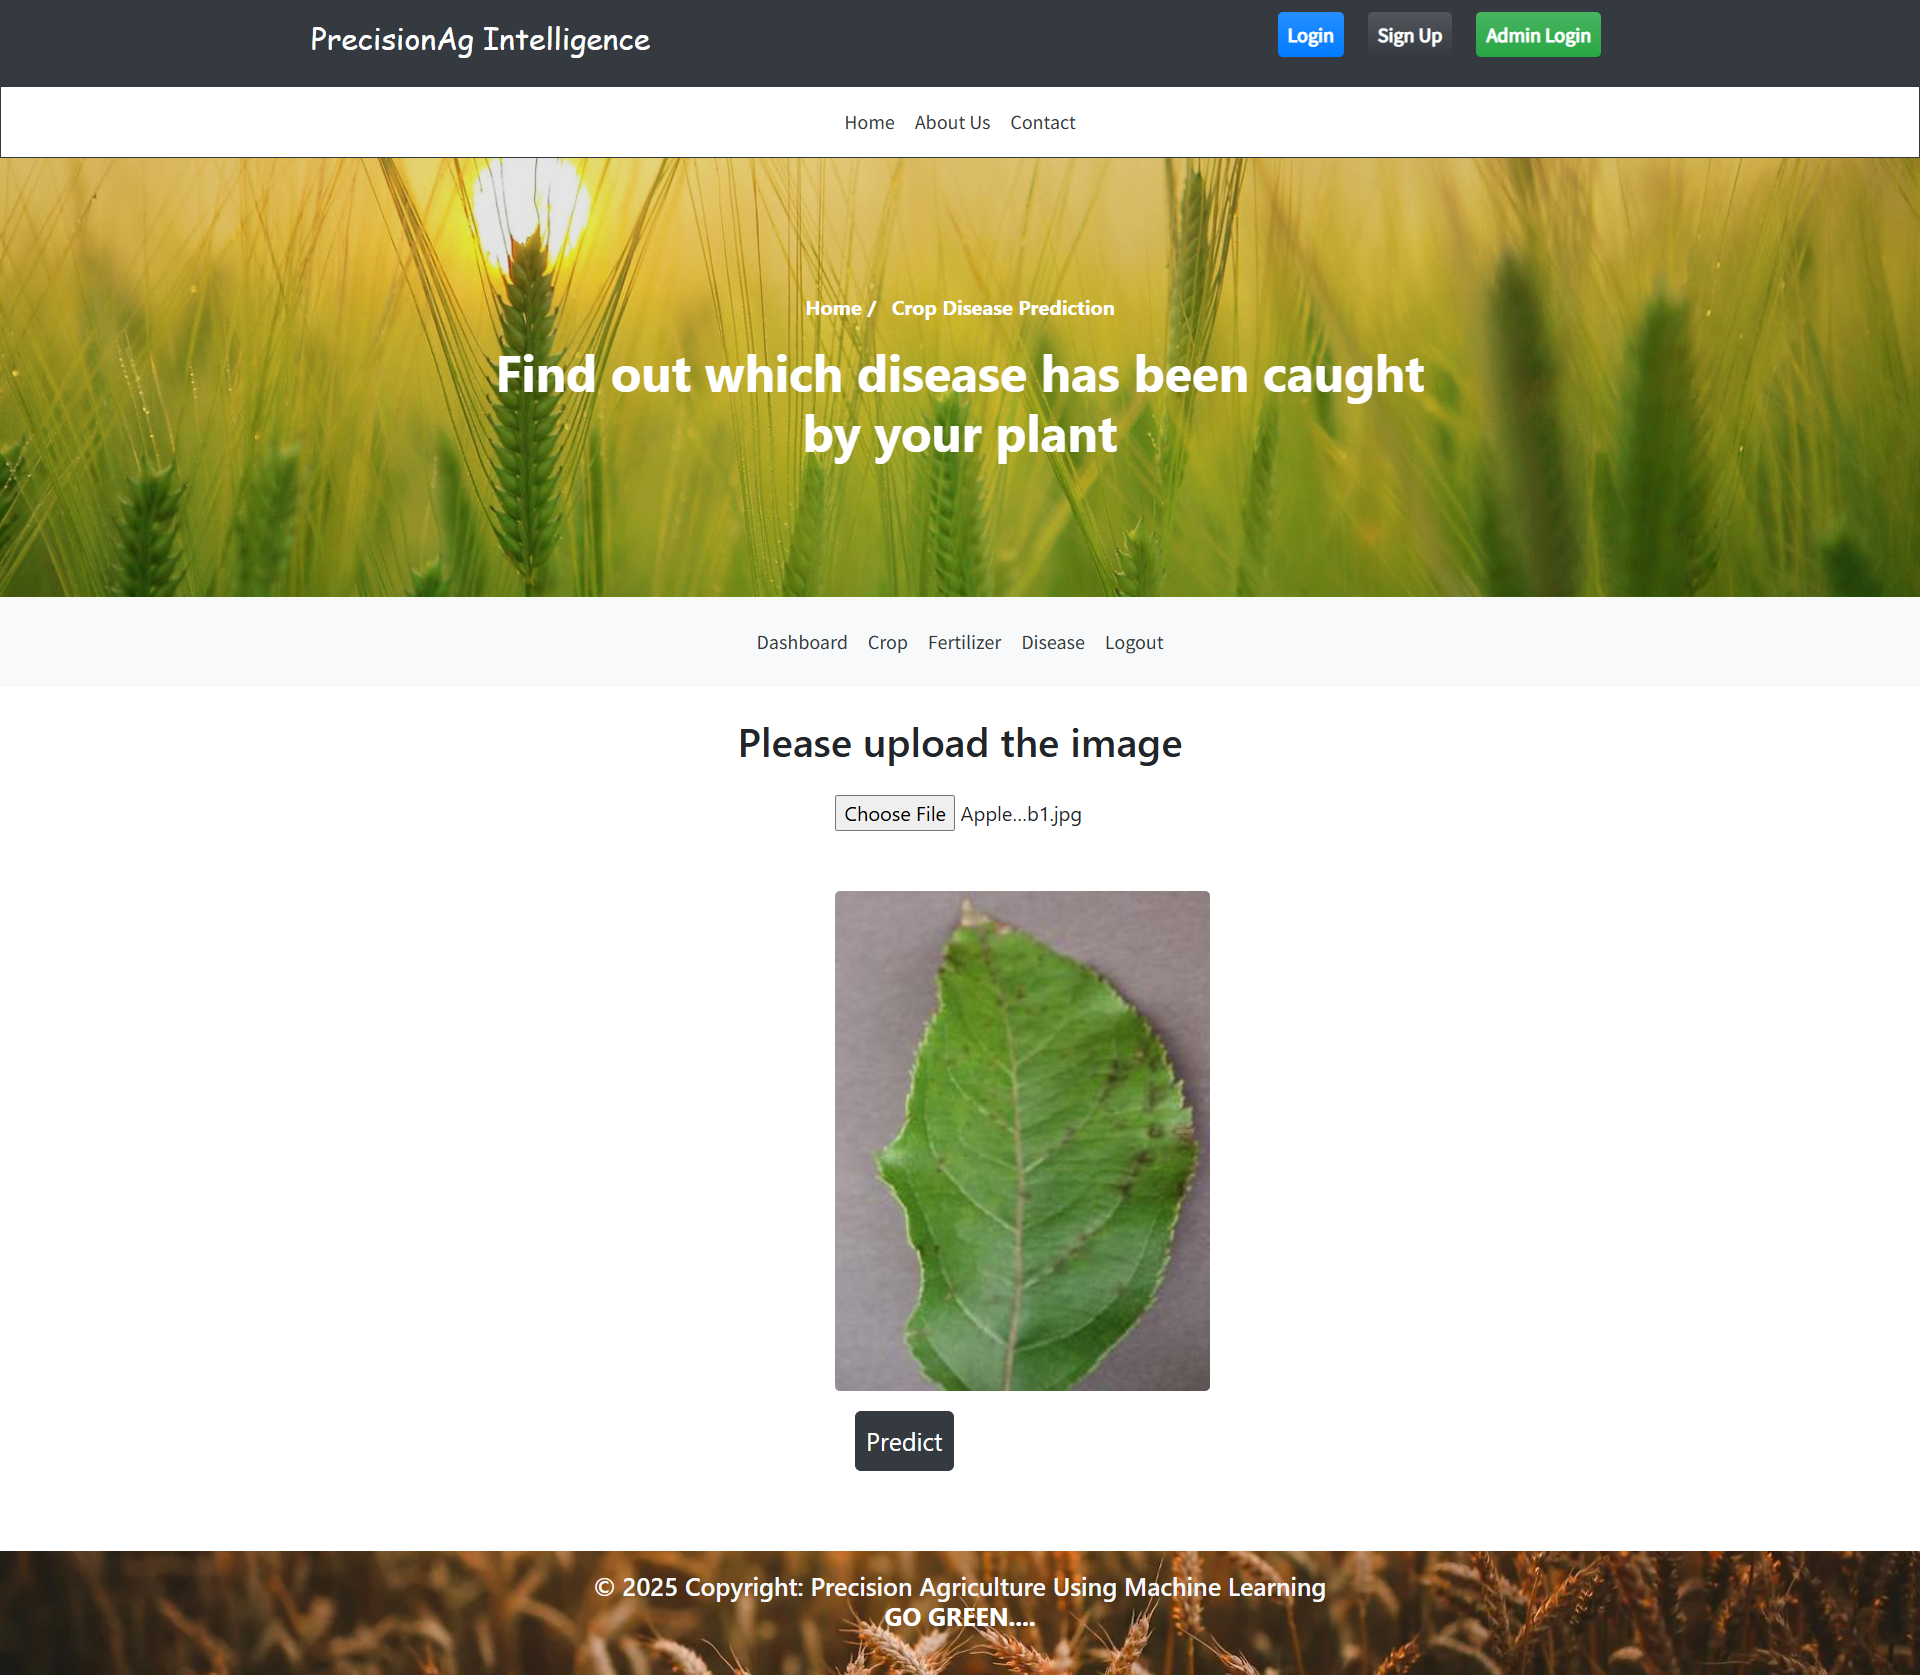 PrecisionAg Intelligence
Login
Sign Up
Admin Login
Home
About Us
Contact
Home / Crop Disease Prediction
Find out which disease has been caught
by your plant
Dashboard
Crop
Fertilizer
Disease
Logout
Please upload the image
Choose File Apple...b1.jpg
Predict
© 2025 Copyright: Precision Agriculture Using Machine Learning
GO GREEN....